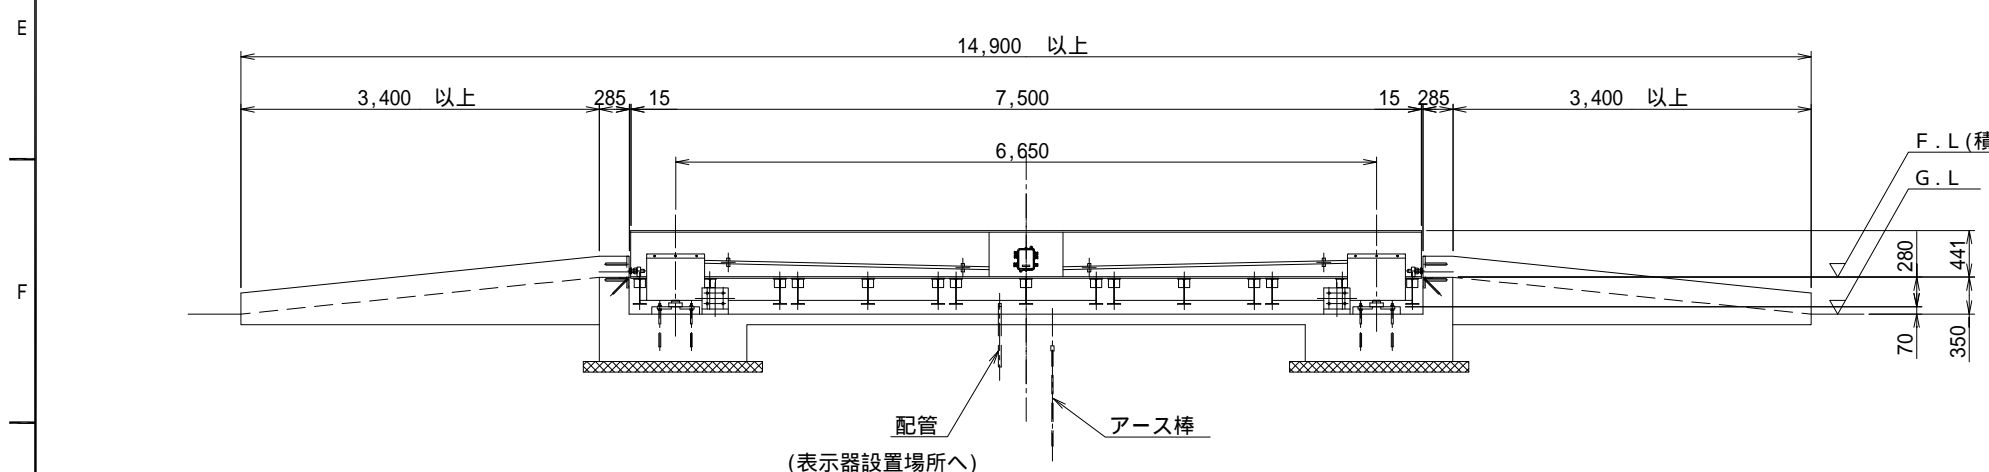 E
14,900 以上
3,400 以上
285
15
7,500
15
285
3,400 以上
6,650
F.L(積
G.L
F
280
441
70
350
配管
アース棒
(表示器設置場所へ)